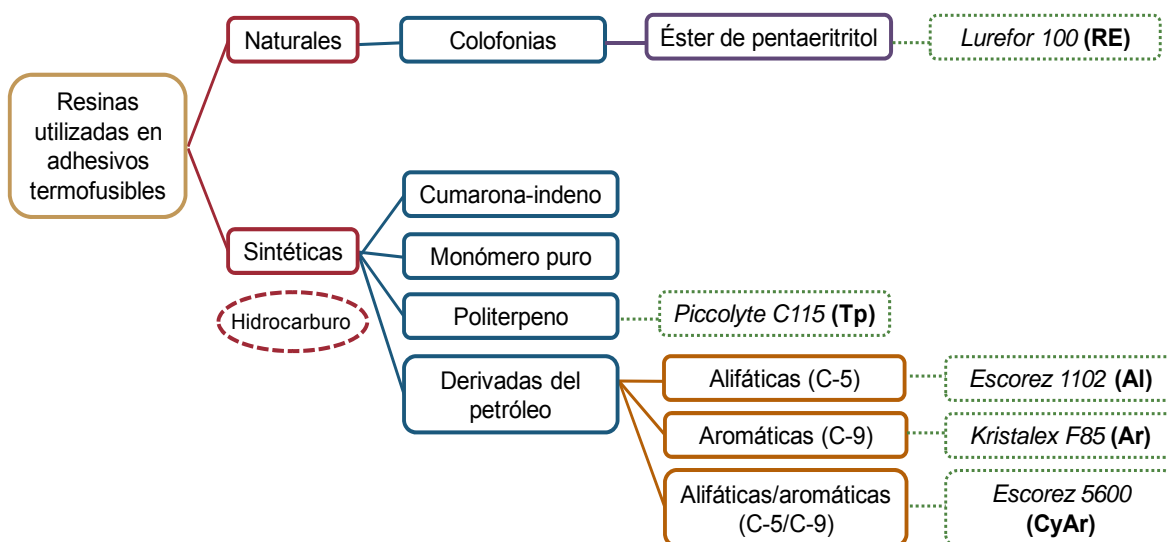 Naturales
Colofonias
Éster de pentaeritritol
Lurefor 100 (RE)
Resinas
utilizadas en
adhesivos
termofusibles
Cumarona-indeno
Sintéticas
Monómero puro
Hidrocarburo
Politerpeno
Piccolyte C115 (Tp)
Derivadas del
petróleo
Alifáticas (C-5)
Escorez 1102 (Al)
Aromáticas (C-9)
Kristalex F85 (Ar)
Alifáticas/aromáticas
(C-5/C-9)
Escorez 5600
(CyAr)